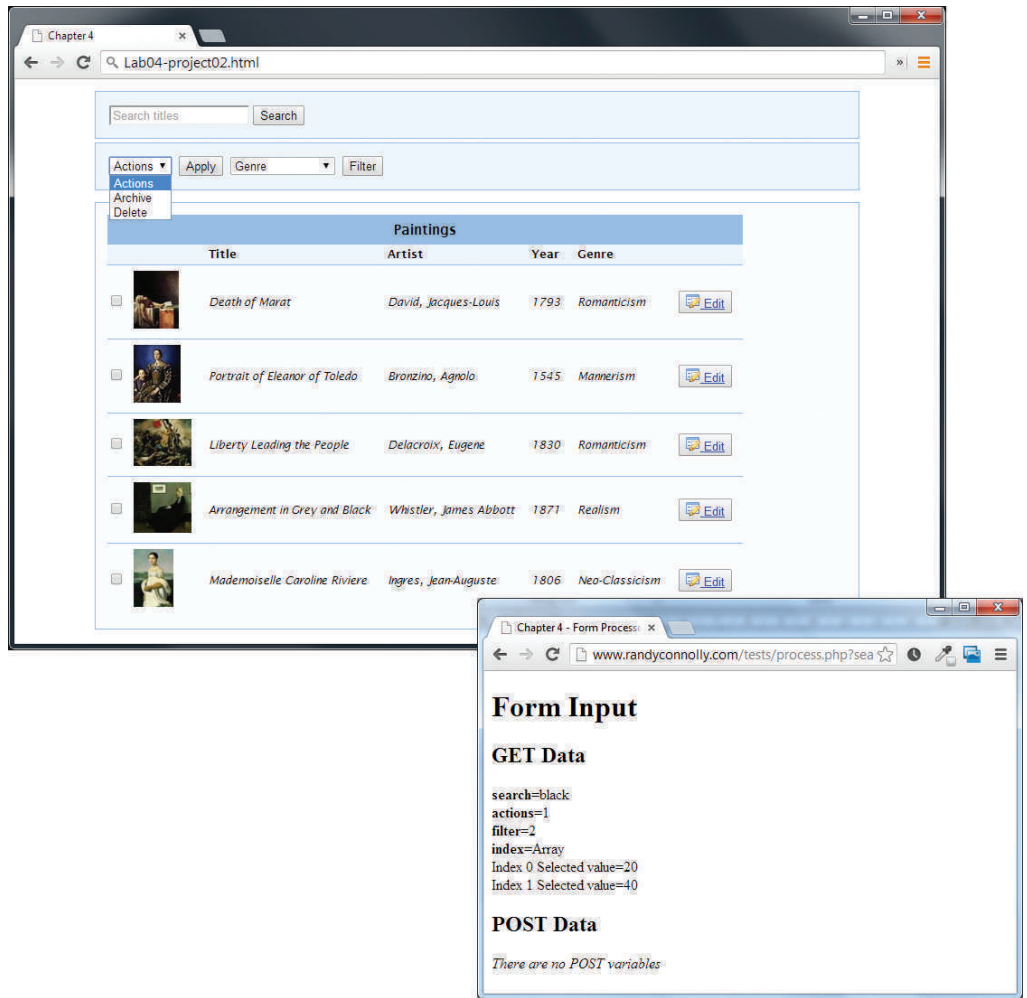 Chapter 4
Lab04-project02.html
Search titles Search
Actions Apply Genre Filter
Actions
Archive
Delete
Paintings
Title Artist Year Genre
Death of Marat David, Jacques-Louis 1793 Romanticism Edit
Portrait of Eleanor of Toledo Bronzino, Agnolo 1545 Mannerism Edit
Liberty Leading the People Delacroix, Eugene 1830 Romanticism Edit
Arrangement in Grey and Black Whistler, James Abbott 1871 Realism Edit
Mademoiselle Caroline Riviere Ingres, Jean-Auguste 1806 Neo-Classicism Edit
Chapter 4 - Form Process
www.randyconnolly.com/tests/process.php?sea
Form Input
GET Data
search=black
actions=1
filter=2
index=Array
Index 0 Selected value=20
Index 1 Selected value=40
POST Data
There are no POST variables